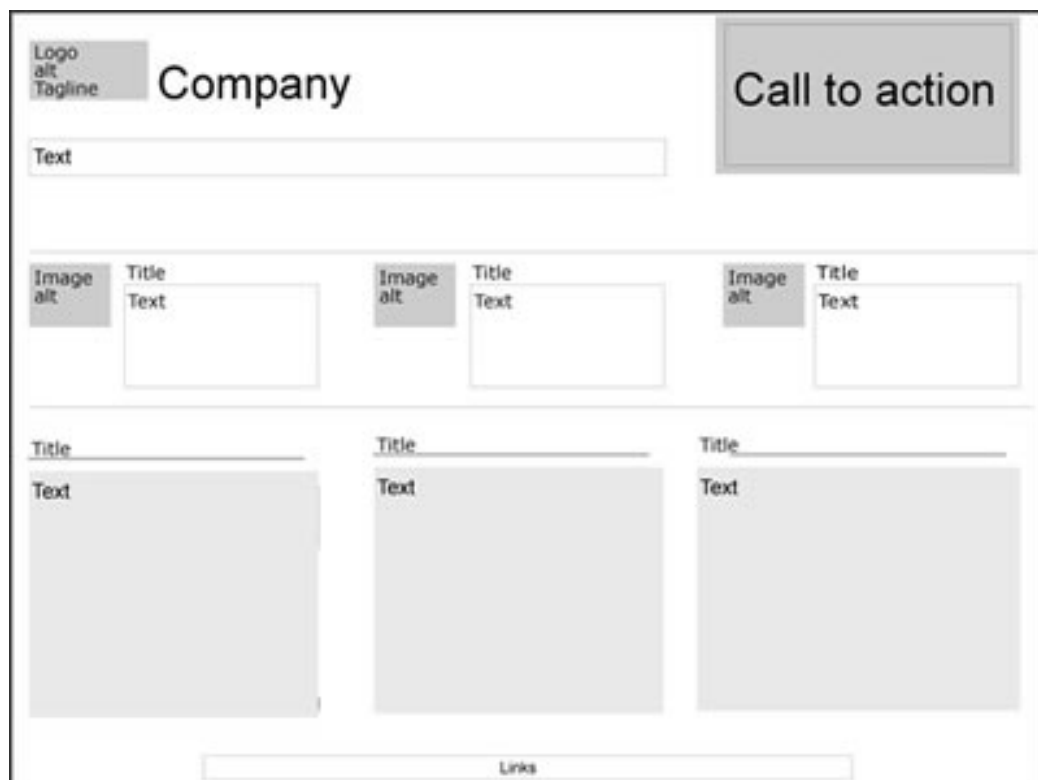 Logo
alt
Tagline
Company
Call to action
Text
Image
alt
Title
Text
Image
alt
Title
Text
Image
alt
Title
Text
Title
Text
Title
Text
Title
Text
Links